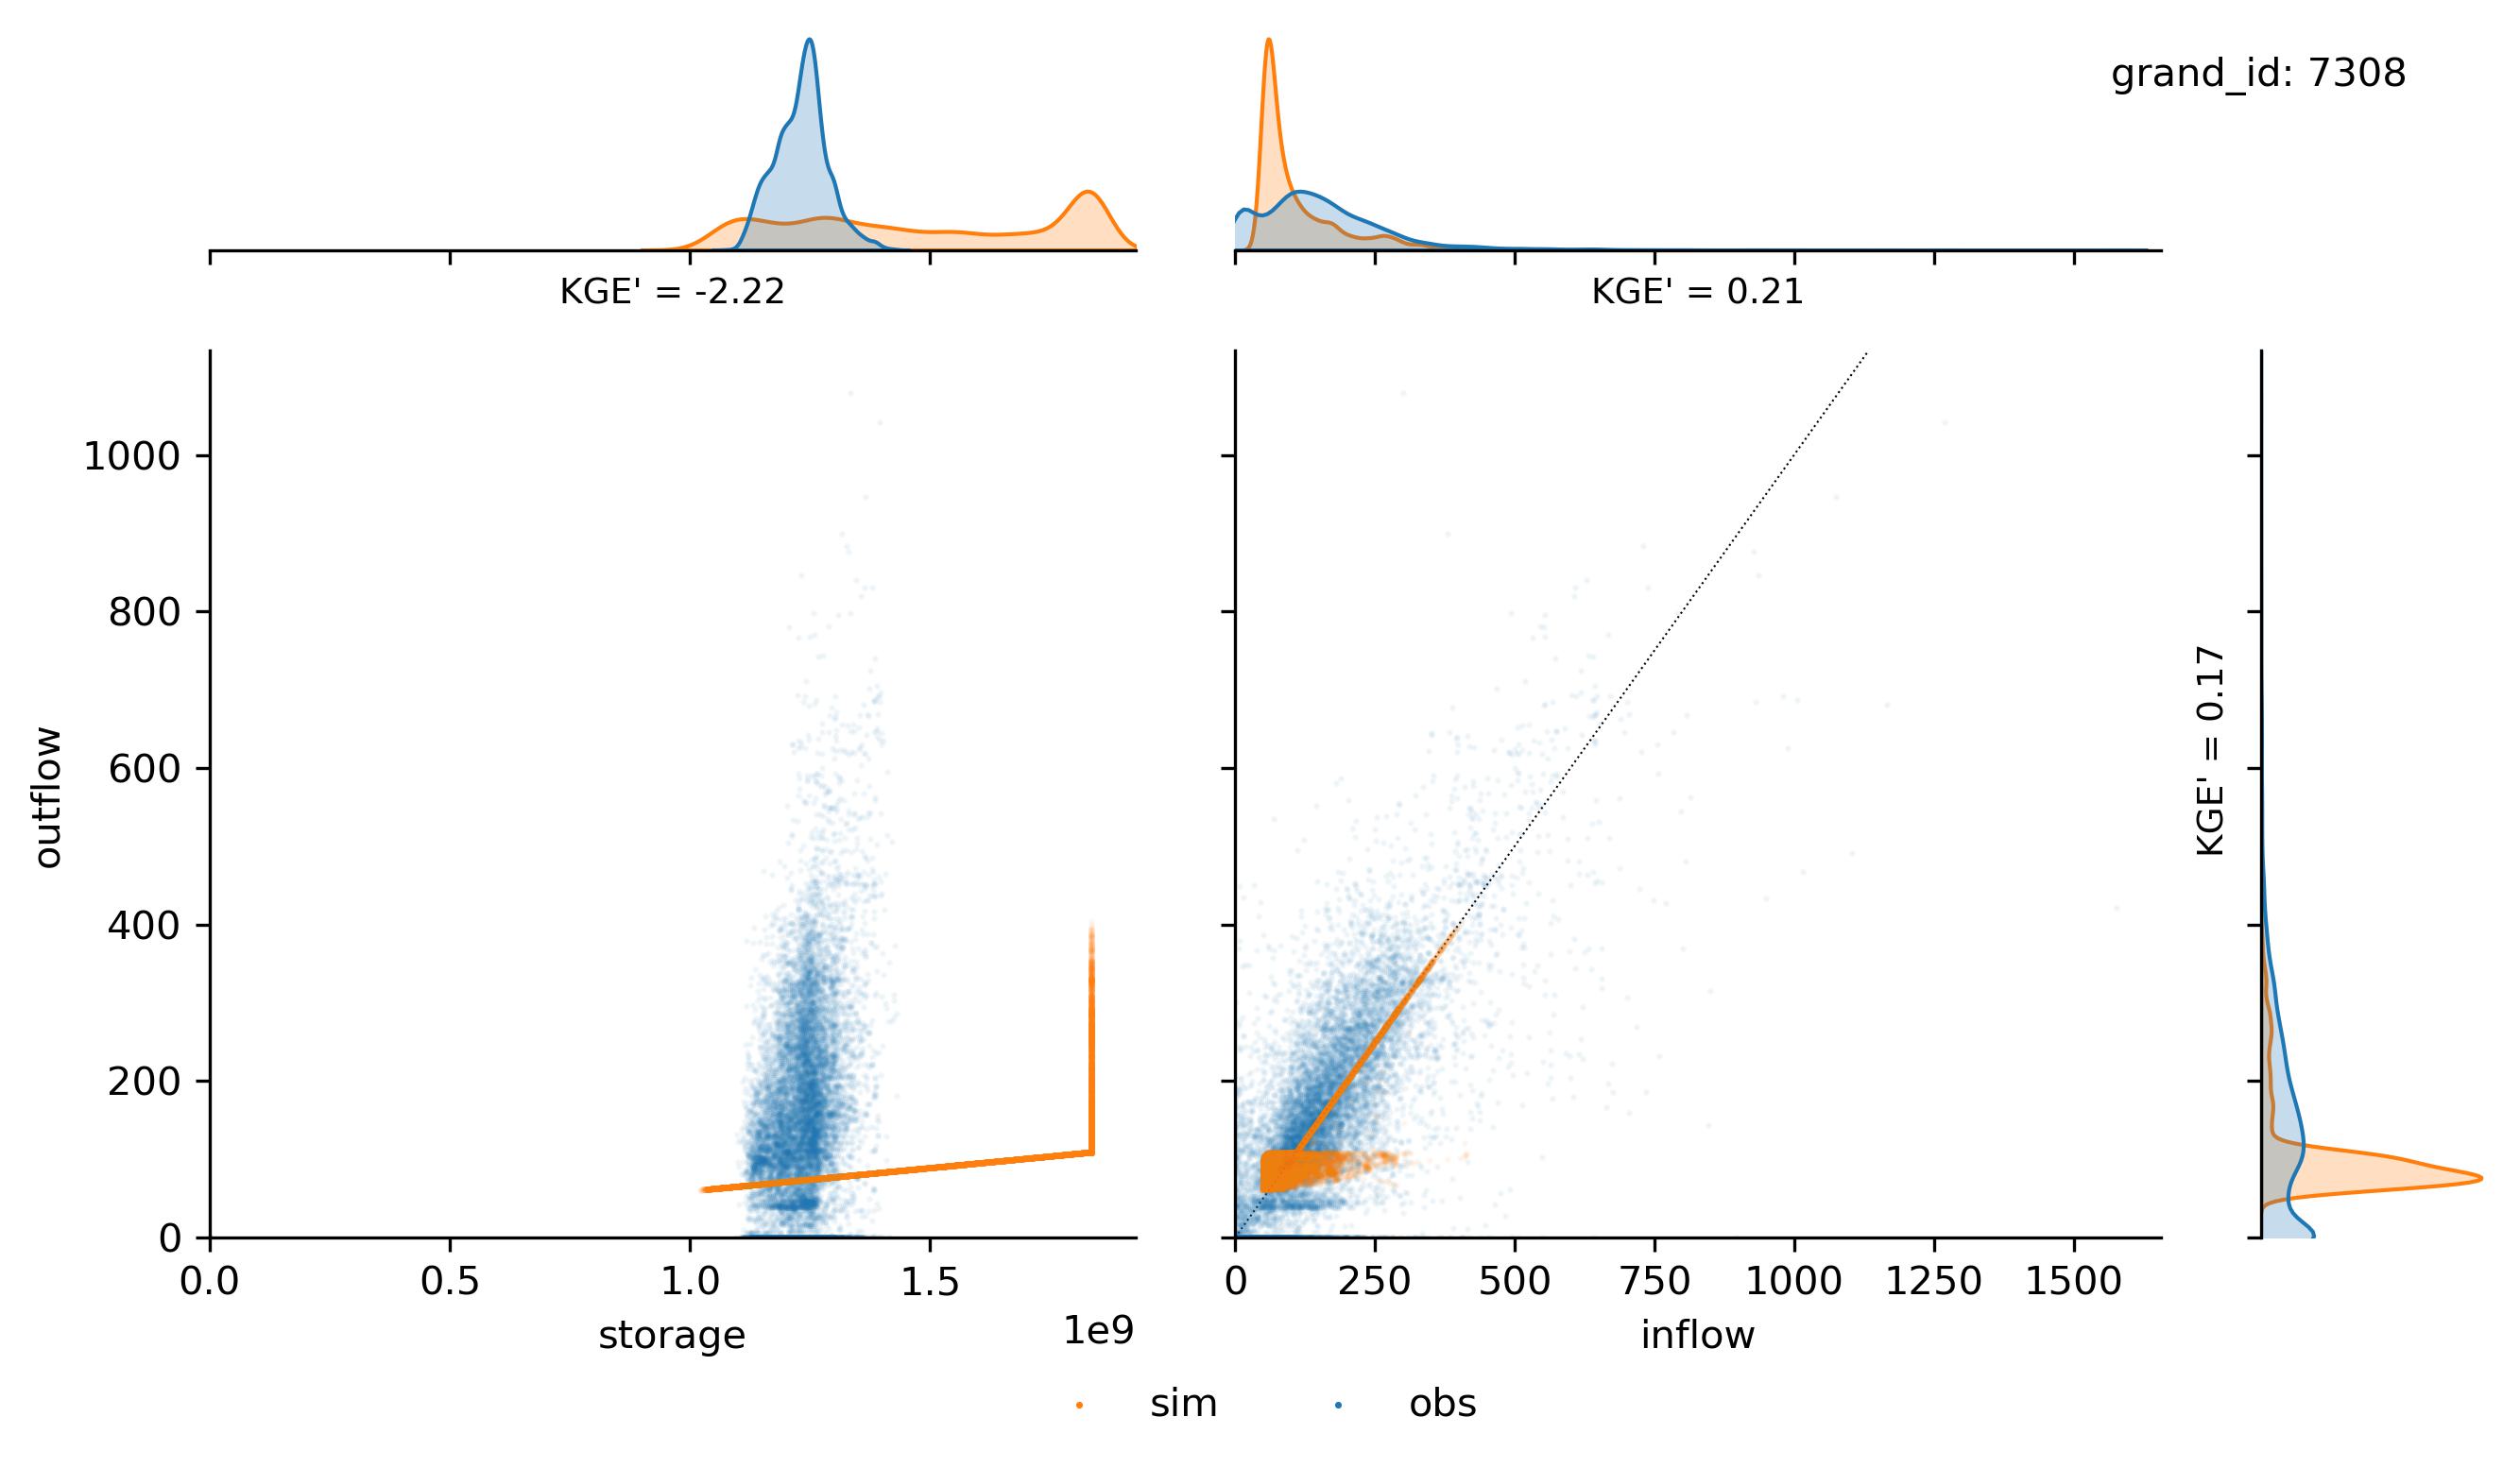 grand_id: 7308
KGE' = -2.22
KGE' = 0.21
outflow
1000
800
600
400
200
0
KGE' = 0.17
0.0 0.5 1.0 1.5
1e9
storage
0 250 500 750 1000 1250 1500
inflow
sim obs